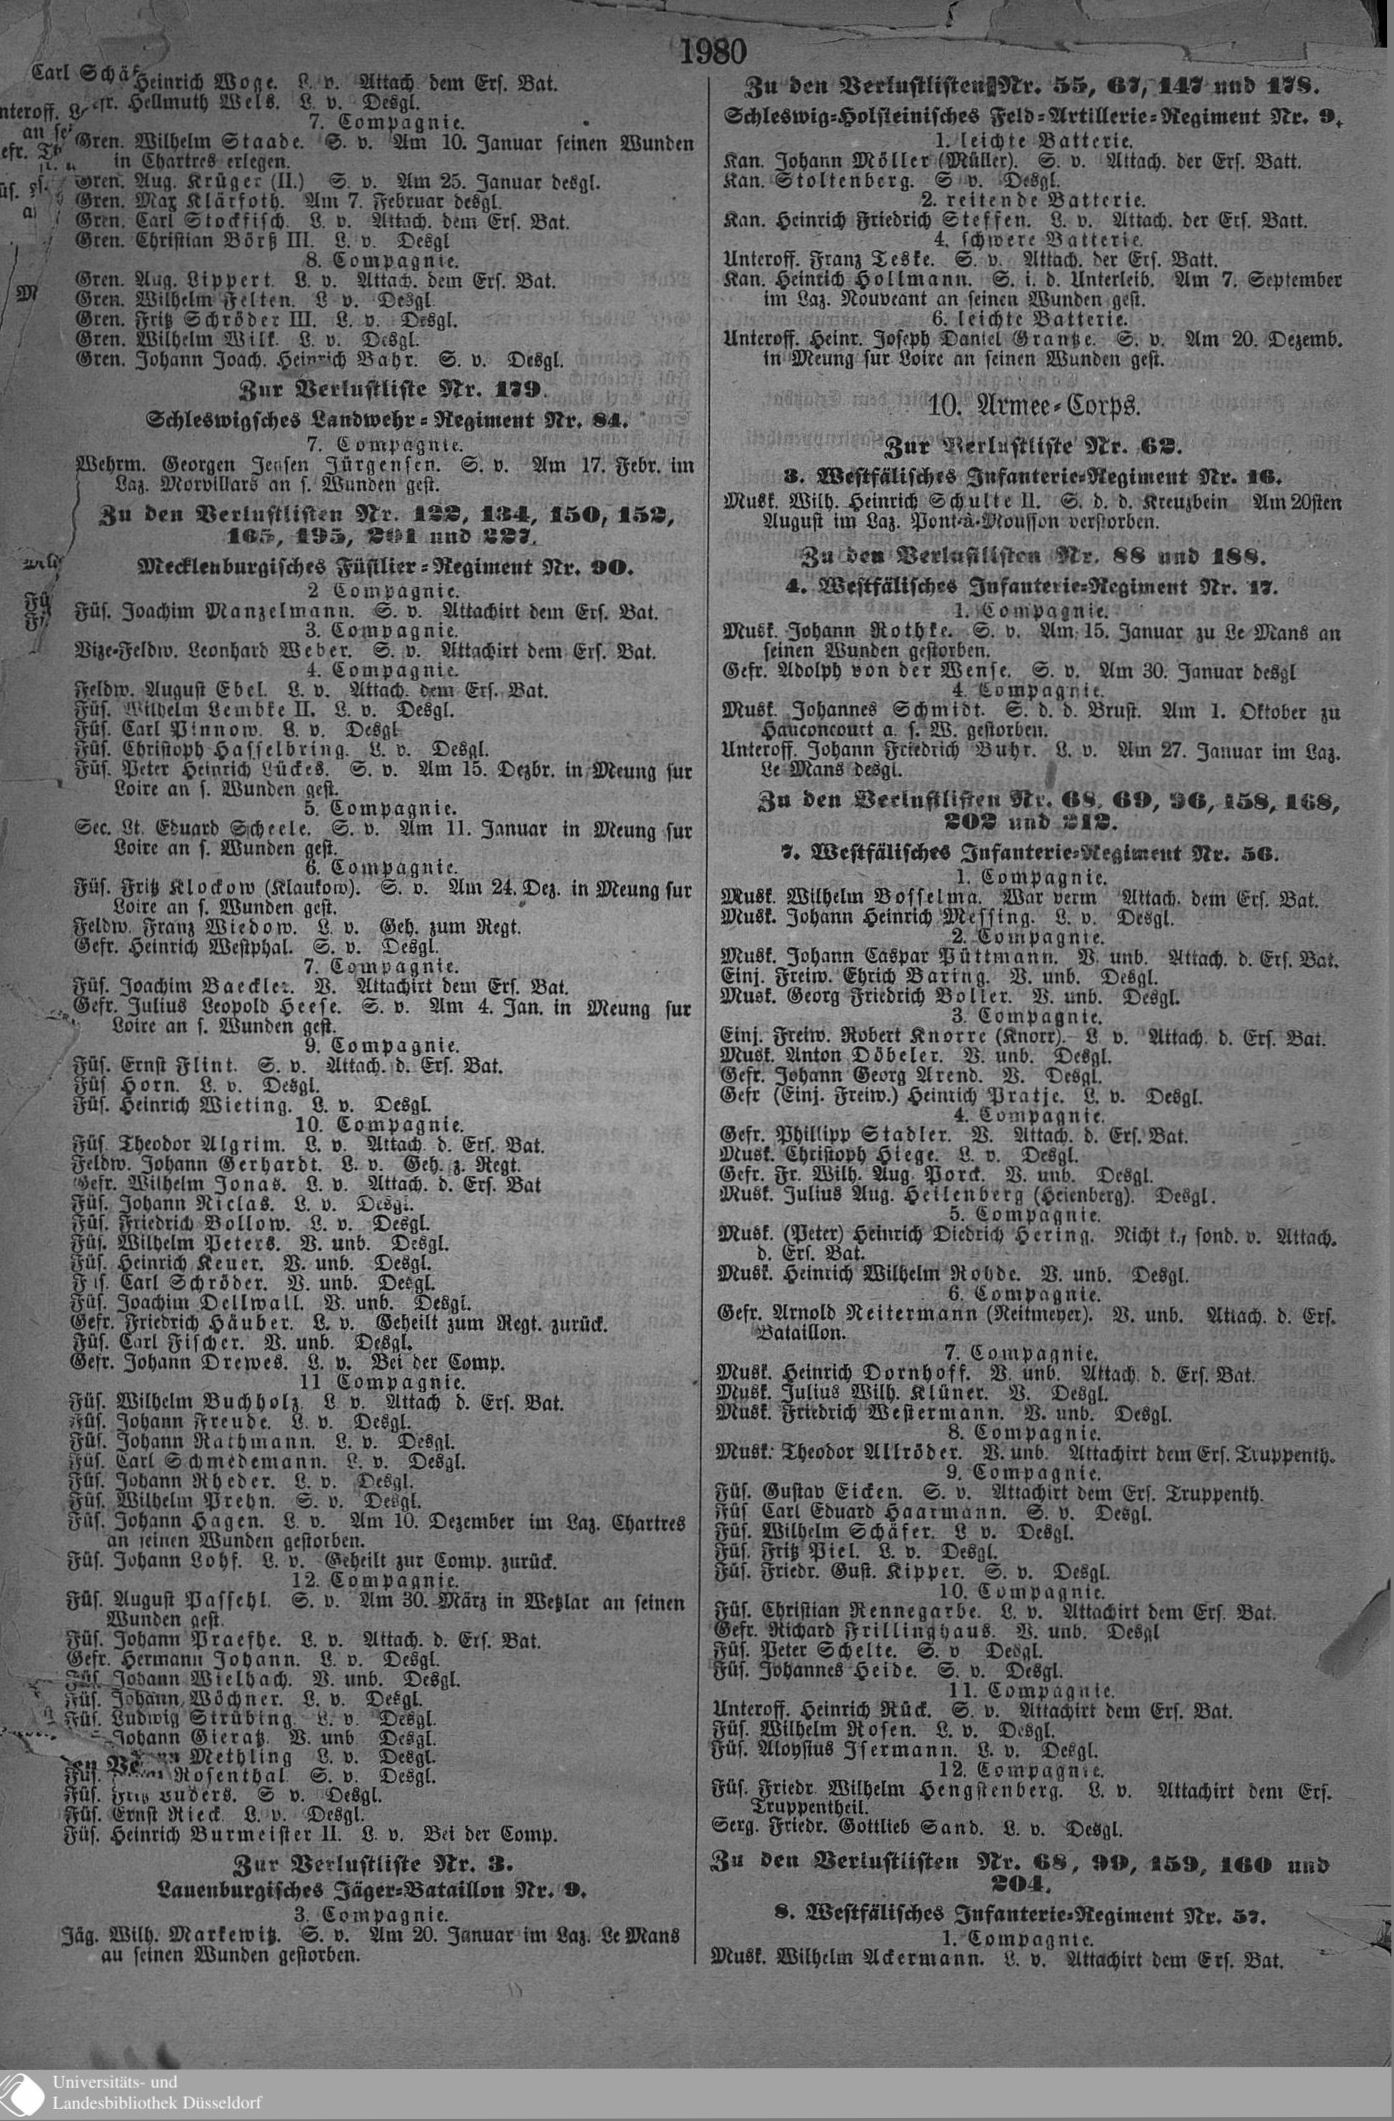 1980
Heinrich Woge. L. v. Attach. dem Ers. Bat.
Gefr. Hellmuth Wels. L. v. Desgl.
7. Compagnie.
Gren. Wilhelm Staade. S. v. Am 10. Januar seinen Wunden
in Chartres erlegen.
Gren. Aug. Krüger (II.) S. v. Am 25. Januar desgl.
Gren. Max Klärfoth. Am 7. Februar desgl.
Gren. Carl Stockfisch. L. v. Attach. dem Ers. Bat.
Gren. Christian Börß III. L. v. Desgl
8. Compagnie.
Gren. Aug. Lippert. L. v. Attach. dem Ers. Bat.
Gren. Wilhelm Felten. L v. Desgl.
Gren. Fritz Schröder III. L. v. Desgl.
Gren. Wilhelm Wilk. L. v. Desgl.
Gren. Johann Joach. Heinrich Bahr. S. v. Desgl.
Zur Verlustliste Nr. 179.
Schleswigsches Landwehr-Regiment Nr. 84.
7. Compagnie.
Wehrm. Georgen Jensen Jürgensen. S. v. Am 17. Febr. im
Laz. Morvillars an s. Wunden gest.
Zu den Verlustlisten Nr. 122, 134, 150, 152,
165, 195, 201 und 227.
Mecklenburgisches Füsilier-Regiment Nr. 90.
2 Compagnie.
Füs. Joachim Manzelmann. S. v. Attachirt dem Ers. Bat.
3. Compagnie.
Vize-Feldw. Leonhard Weber. S. v. Attachirt dem Ers. Bat.
4. Compagnie.
Feldw. August Ebel. L. v. Attach. dem Ers. Bat.
Füs. Wilhelm Lembke II. L. v. Desgl.
Füs. Carl Pinnow. L. v. Desgl
Füs. Christoph Hasselbring. L. v. Desgl.
Füs. Peter Heinrich Lückes. S. v. Am 15. Dezbr. in Meung sur
Loire an s. Wunden gest.
5. Compagnie.
Sec. Lt. Eduard Scheele. S. v. Am 11. Januar in Meung sur
Loire an s. Wunden gest.
6. Compagnie.
Füs. Fritz Klockow (Klaukow). S. v. Am 24. Dez. in Meung sur
Loire an s. Wunden gest.
Feldw. Franz Wiedow. L. v. Geh. zum Regt.
Gefr. Heinrich Westphal. S. v. Desgl.
7. Compagnie.
Füs. Joachim Baeckler. V. Attachirt dem Ers. Bat.
Gefr. Julius Leopold Heese. S. v. Am 4. Jan. in Meung sur
Loire an s. Wunden gest.
9. Compagnie.
Füs. Ernst Flint. S. v. Attach. d. Ers. Bat.
Füs Horn. L. v. Desgl.
Füs. Heinrich Wieting. L. v. Desgl.
10. Compagnie.
Füs. Theodor Algrim. L. v. Attach. d. Ers. Bat.
Feldw. Johann Gerhardt. L. v. Geh. z. Regt.
Gefr. Wilhelm Jonas. L. v. Attach. d. Ers. Bat
Füs. Johann Niclas. L. v. Desgl.
Füs. Friedrich Bollow. L. v. Desgl.
Füs. Wilhelm Peters. V. unb. Desgl.
Füs. Heinrich Keuer. V. unb. Desgl.
Füs. Carl Schröder. V. unb. Desgl.
Füs. Joachim Dellwall. V. unb. Desgl.
Gefr. Friedrich Häuber. L. v. Geheilt zum Regt. zurück.
Füs. Carl Fischer. V. unb. Desgl.
Gefr. Johann Drewes. L. v. Bei der Comp.
11 Compagnie.
Füs. Wilhelm Buchholz. L v. Attach d. Ers. Bat.
Füs. Johann Freude. L. v. Desgl.
Füs. Johann Rathmann. L. v. Desgl.
Füs. Carl Schmedemann. L. v. Desgl.
Füs. Johann Rheder. L. v. Desgl.
Füs. Wilhelm Prehn. S. v. Desgl.
Füs. Johann Hagen. L. v. Am 10. Dezember im Laz. Chartres
an seinen Wunden gestorben.
Füs. Johann Lohf. L. v. Geheilt zur Comp. zurück.
12. Compagnie.
Füs. August Passehl. S. v. Am 30. März in Wetzlar an seinen
Wunden gest.
Füs. Johann Praefhe. L. v. Attach. d. Ers. Bat.
Gefr. Hermann Johann. L. v. Desgl.
Füs. Johann Wielbach. V. unb. Desgl.
Füs. Johann Wöchner. L. v. Desgl.
Füs. Ludwig Strübing. L. v. Desgl.
Johann Gieratz. V. unb. Desgl.
Methling L. v. Desgl.
Füs. Rosenthal. S. v. Desgl.
Füs. Lüders. S v. Desgl.
Füs. Ernst Rieck. L. v. Desgl.
Füs. Heinrich Burmeister II. L. v. Bei der Comp.
Zur Verlustliste Nr. 3.
Lauenburgisches Jäger-Bataillon Nr. 9.
3. Compagnie.
Jäg. Wilh. Markewitz. S. v. Am 20. Januar im Laz. Le Mans
an seinen Wunden gestorben.
Zu den Verlustlisten Nr. 55, 67, 147 und 178.
Schleswig-Holsteinisches Feld-Artillerie-Regiment Nr. 9.
1. leichte Batterie.
Kan. Johann Möller (Müller). S. v. Attach. der Ers. Batt.
Kan. Stoltenberg. S v. Desgl.
2. reitende Batterie.
Kan. Heinrich Friedrich Steffen. L. v. Attach. der Ers. Batt.
4. schwere Batterie.
Unteroff. Franz Teske. S. v. Attach. der Ers. Batt.
Kan. Heinrich Hollmann. S. i. d. Unterleib. Am 7. September
im Laz. Nouveant an seinen Wunden gest.
6. leichte Batterie.
Unteroff. Heinr. Joseph Daniel Grantze. S. v. Am 20. Dezemb.
in Meung sur Loire an seinen Wunden gest.
10. Armee-Corps.
Zur Verlustliste Nr. 62.
3. Westfälisches Infanterie-Regiment Nr. 16.
Musk. Wilh. Heinrich Schulte II. S. d. d. Kreuzbein Am 20sten
August im Laz. Pont-à-Mousson verstorben.
Zu den Verlustlisten Nr. 88 und 188.
4. Westfälisches Infanterie-Regiment Nr. 17.
1. Compagnie.
Musk. Johann Rothke. S. v. Am 15. Januar zu Le Mans an
seinen Wunden gestorben.
Gefr. Adolph von der Wense. S. v. Am 30. Januar desgl
4. Compagnie.
Musk. Johannes Schmidt. S. d. d. Brust. Am 1. Oktober zu
Hauconcourt a. s. W. gestorben.
Unteroff. Johann Friedrich Buhr. L. v. Am 27. Januar im Laz.
Le Mans desgl.
Zu den Verlustlisten Nr. 68, 69, 96, 158, 168,
202 und 212.
7. Westfälisches Infanterie-Regiment Nr. 56.
1. Compagnie.
Musk. Wilhelm Bosselma. War verm Attach. dem Ers. Bat.
Musk. Johann Heinrich Messing. L. v. Desgl.
2. Compagnie.
Musk. Johann Caspar Püttmann. V. unb. Attach. d. Ers. Bat.
Einj. Freiw. Ehrich Baring. V. unb. Desgl.
Musk. Georg Friedrich Boller. V. unb. Desgl.
3. Compagnie.
Einj. Freiw. Robert Knorre (Knorr). L v. Attach. d. Ers. Bat.
Musk. Anton Döbeler. V. unb. Desgl.
Gefr. Johann Georg Arend. V. Desgl.
Gefr (Einj. Freiw.) Heinrich Pratje. L. v. Desgl.
4. Compagnie.
Gefr. Phillipp Stadler. V. Attach. d. Ers. Bat.
Musk. Christoph Hiege. L. v. Desgl.
Gefr. Fr. Wilh. Aug. Porck. V. unb. Desgl.
Musk. Julius Aug. Heilenberg (Heienberg). Desgl.
5. Compagnie.
Musk. (Peter) Heinrich Diedrich Hering. Nicht t., sond. v. Attach.
d. Ers. Bat.
Musk. Heinrich Wilhelm Rohde. V. unb. Desgl.
6. Compagnie.
Gefr. Arnold Neitermann (Neitmeyer). V. unb. Attach. d. Ers.
Bataillon.
7. Compagnie.
Musk. Heinrich Dornhoff. V. unb. Attach d. Ers. Bat.
Musk. Julius Wilh. Klüner. V. Desgl.
Musk. Friedrich Westermann. V. unb. Desgl.
8. Compagnie.
Musk. Theodor Allröder. V. unb. Attachirt dem Ers. Truppenth.
9. Compagnie.
Füs. Gustav Eicken. S. v. Attachirt dem Ers. Truppenth.
Füs Carl Eduard Haarmann. S. v. Desgl.
Füs. Wilhelm Schäfer. L v. Desgl.
Füs. Fritz Piel. L. v. Desgl.
Füs. Friedr. Gust. Kipper. S. v. Desgl.
10. Compagnie.
Füs. Christian Rennegarbe. L. v. Attachirt dem Ers. Bat.
Gefr. Richard Frillinghaus. V. unb. Desgl
Füs. Peter Schelte. S. v Desgl.
Füs. Johannes Heide. S. v. Desgl.
11. Compagnie.
Unteroff. Heinrich Rück. S. v. Attachirt dem Ers. Bat.
Füs. Wilhelm Rosen. L. v. Desgl.
Füs. Aloysius Isermann. L. v. Desgl.
12. Compagnie.
Füs. Friedr. Wilhelm Hengstenberg. L. v. Attachirt dem Ers.
Truppentheil.
Serg. Friedr. Gottlieb Sand. L. v. Desgl.
Zu den Verlustlisten Nr. 68, 99, 159, 160 und
204.
8. Westfälisches Infanterie-Regiment Nr. 57.
1. Compagnie.
Musk. Wilhelm Ackermann. L. v. Attachirt dem Ers. Bat.
Universitäts- und
Landesbibliothek Düsseldorf